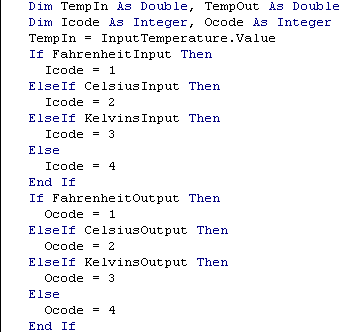 Dim TempIn As Double, TempOut As Double
Dim Icode As Integer, Ocode As Integer
TempIn = InputTemperature.Value
If FahrenheitInput Then
  Icode = 1
ElseIf CelsiusInput Then
  Icode = 2
ElseIf KelvinsInput Then
  Icode = 3
Else
  Icode = 4
End If
If FahrenheitOutput Then
  Ocode = 1
ElseIf CelsiusOutput Then
  Ocode = 2
ElseIf KelvinsOutput Then
  Ocode = 3
Else
  Ocode = 4
End If